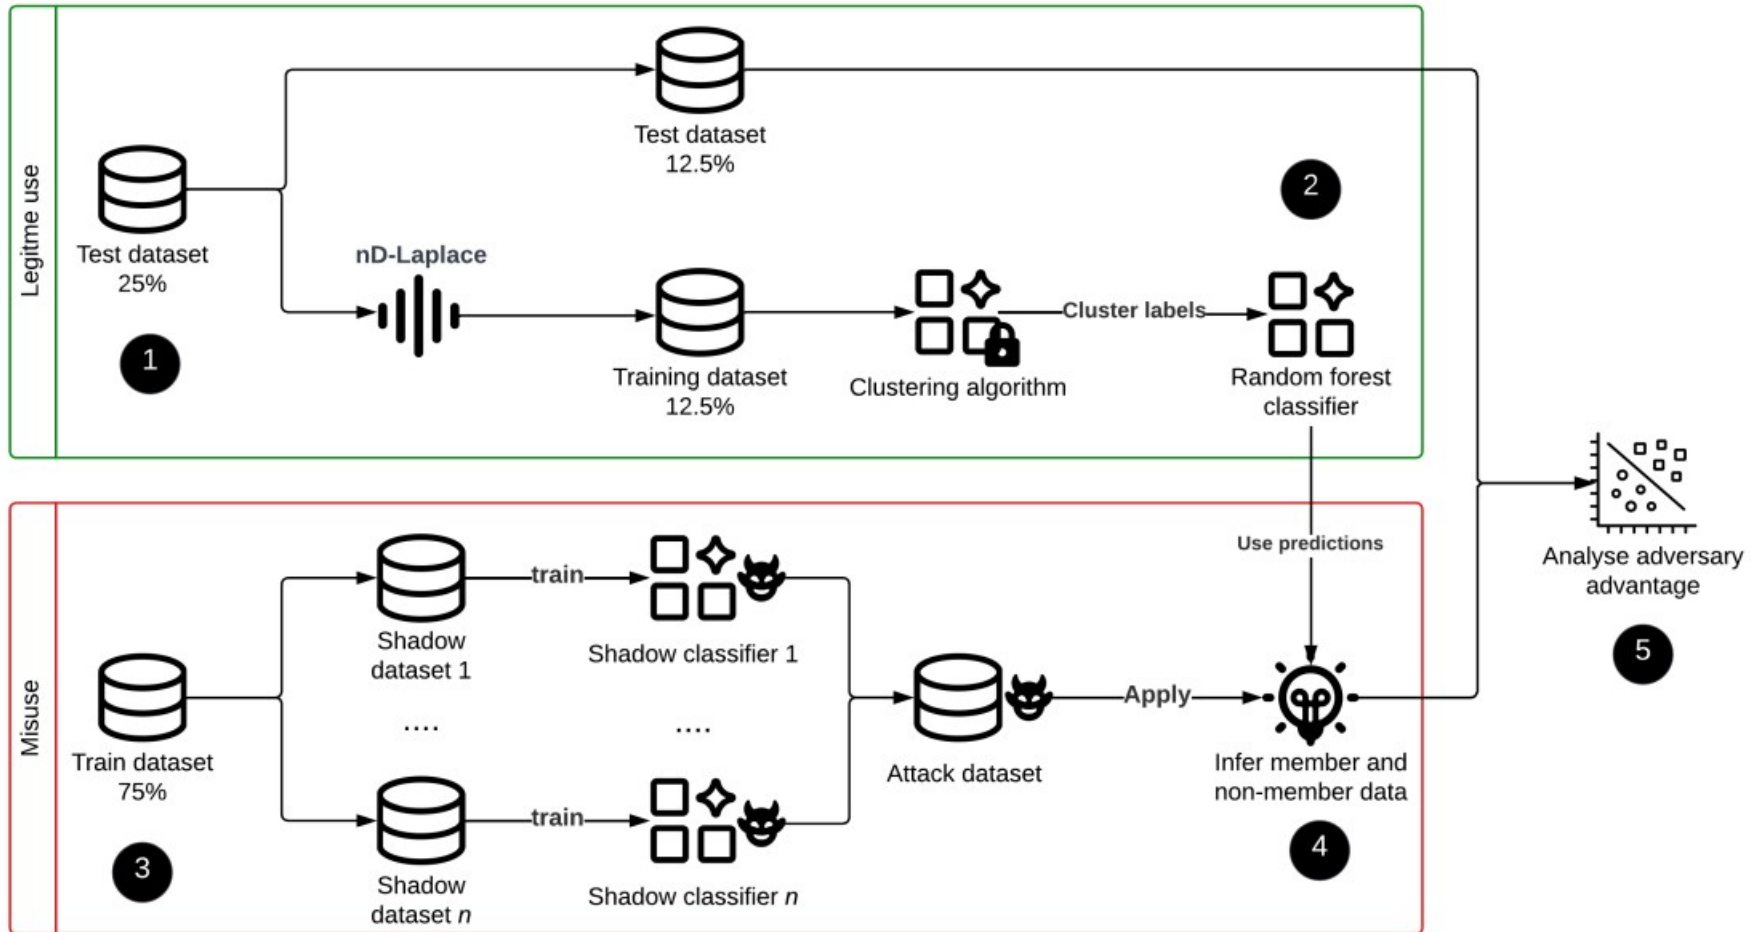 Legitme use
Test dataset
25%
1
Test dataset
12.5%
nD-Laplace
Training dataset
12.5%
Clustering algorithm
Cluster labels
2
Random forest
classifier
Use predictions
Misuse
Train dataset
75%
3
Shadow
dataset 1
train
Shadow classifier 1
....
....
Shadow
dataset n
train
Shadow classifier n
Attack dataset
Apply
Infer member and
non-member data
4
Analyse adversary
advantage
5